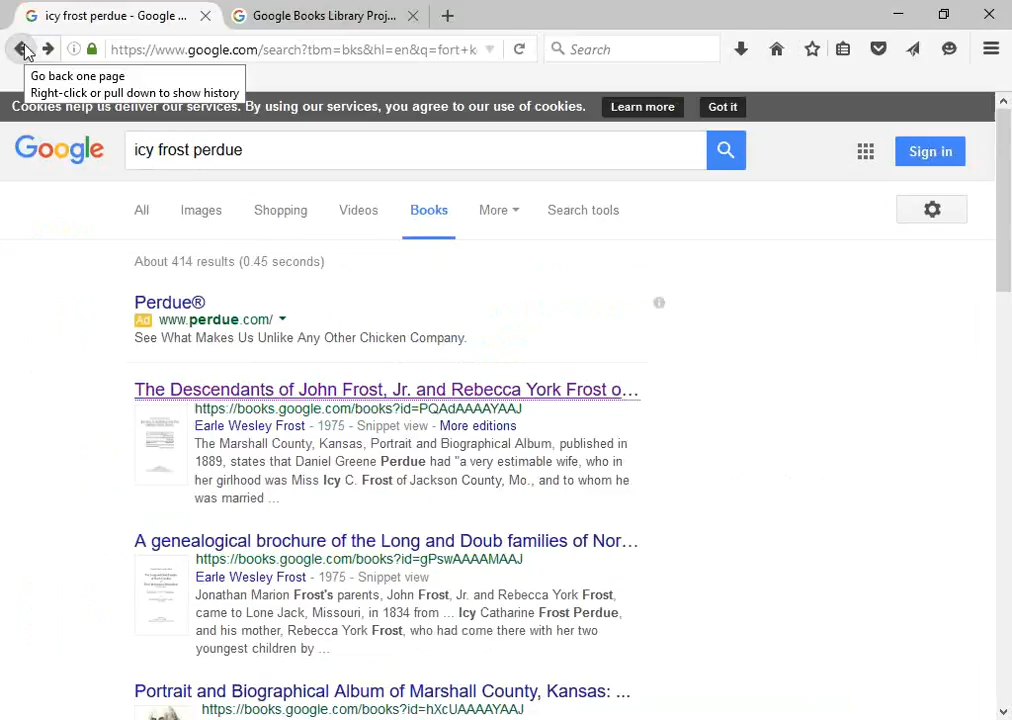 icy frost perdue - Google ...
Google Books Library Proj...
https://www.google.com/search?tbm=bks&hl=en&q=fort+k
Search
Go back one page
Right-click or pull down to show history
Cookies help us deliver our services. By using our services, you agree to our use of cookies.
Learn more
Got it
Google
icy frost perdue
Sign in
All
Images
Shopping
Videos
Books
More
Search tools
About 414 results (0.45 seconds)
Perdue®
Ad www.perdue.com/
See What Makes Us Unlike Any Other Chicken Company.
The Descendants of John Frost, Jr. and Rebecca York Frost o...
https://books.google.com/books?id=PQAdAAAAYAAJ
Earle Wesley Frost - 1975 - Snippet view - More editions
The Marshall County, Kansas, Portrait and Biographical Album, published in
1889, states that Daniel Greene Perdue had "a very estimable wife, who in
her girlhood was Miss Icy C. Frost of Jackson County, Mo., and to whom he
was married ...
A genealogical brochure of the Long and Doub families of Nor...
https://books.google.com/books?id=gPswAAAAMAAJ
Earle Wesley Frost - 1975 - Snippet view
Jonathan Marion Frost's parents, John Frost, Jr. and Rebecca York Frost,
came to Lone Jack, Missouri, in 1834 from ... Icy Catharine Frost Perdue,
and his mother, Rebecca York Frost, who had come there with her two
youngest children by ...
Portrait and Biographical Album of Marshall County, Kansas: ...
https://books.google.com/books?id=hXcUAAAAYAAJ